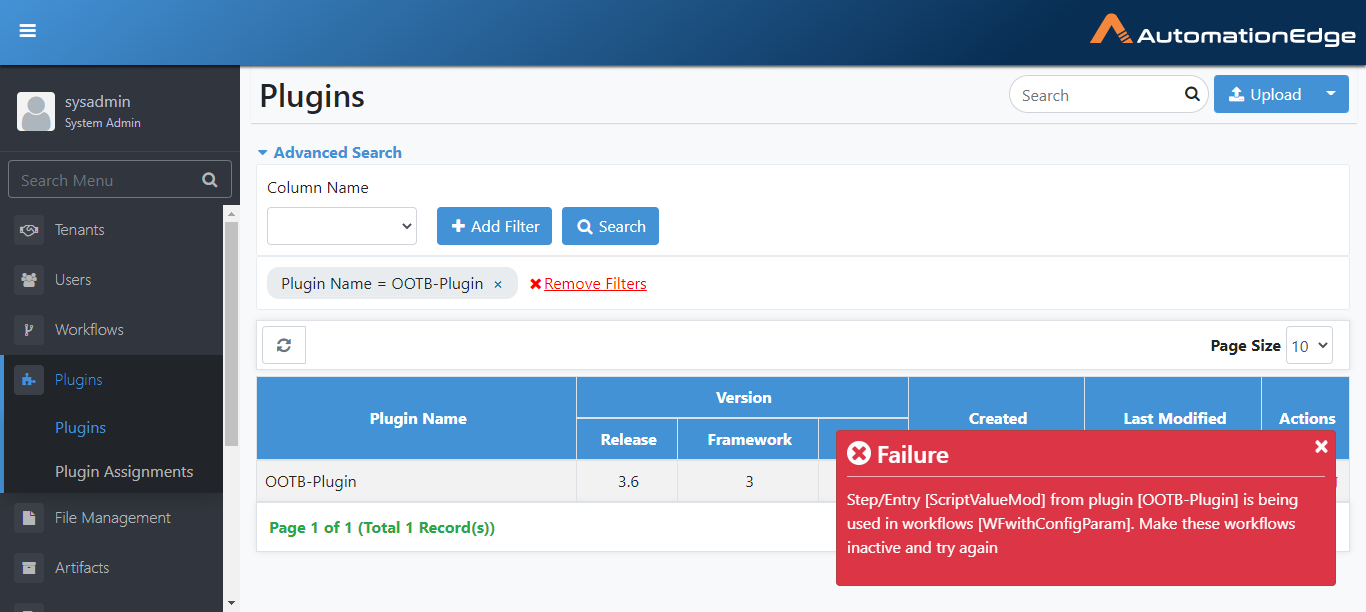 AutomationEdge
sysadmin
System Admin
Search Menu
Tenants
Users
Workflows
Plugins
Plugins
Plugin Assignments
File Management
Artifacts
Plugins
Search
Upload
Advanced Search
Column Name
Add Filter
Search
Plugin Name = OOTB-Plugin ×
Remove Filters
Page Size 10
Plugin Name
Version
Release
Framework
Created
Last Modified
Actions
OOTB-Plugin
3.6
3
Page 1 of 1 (Total 1 Record(s))
Failure
Step/Entry [ScriptValueMod] from plugin [OOTB-Plugin] is being
used in workflows [WFwithConfigParam]. Make these workflows
inactive and try again